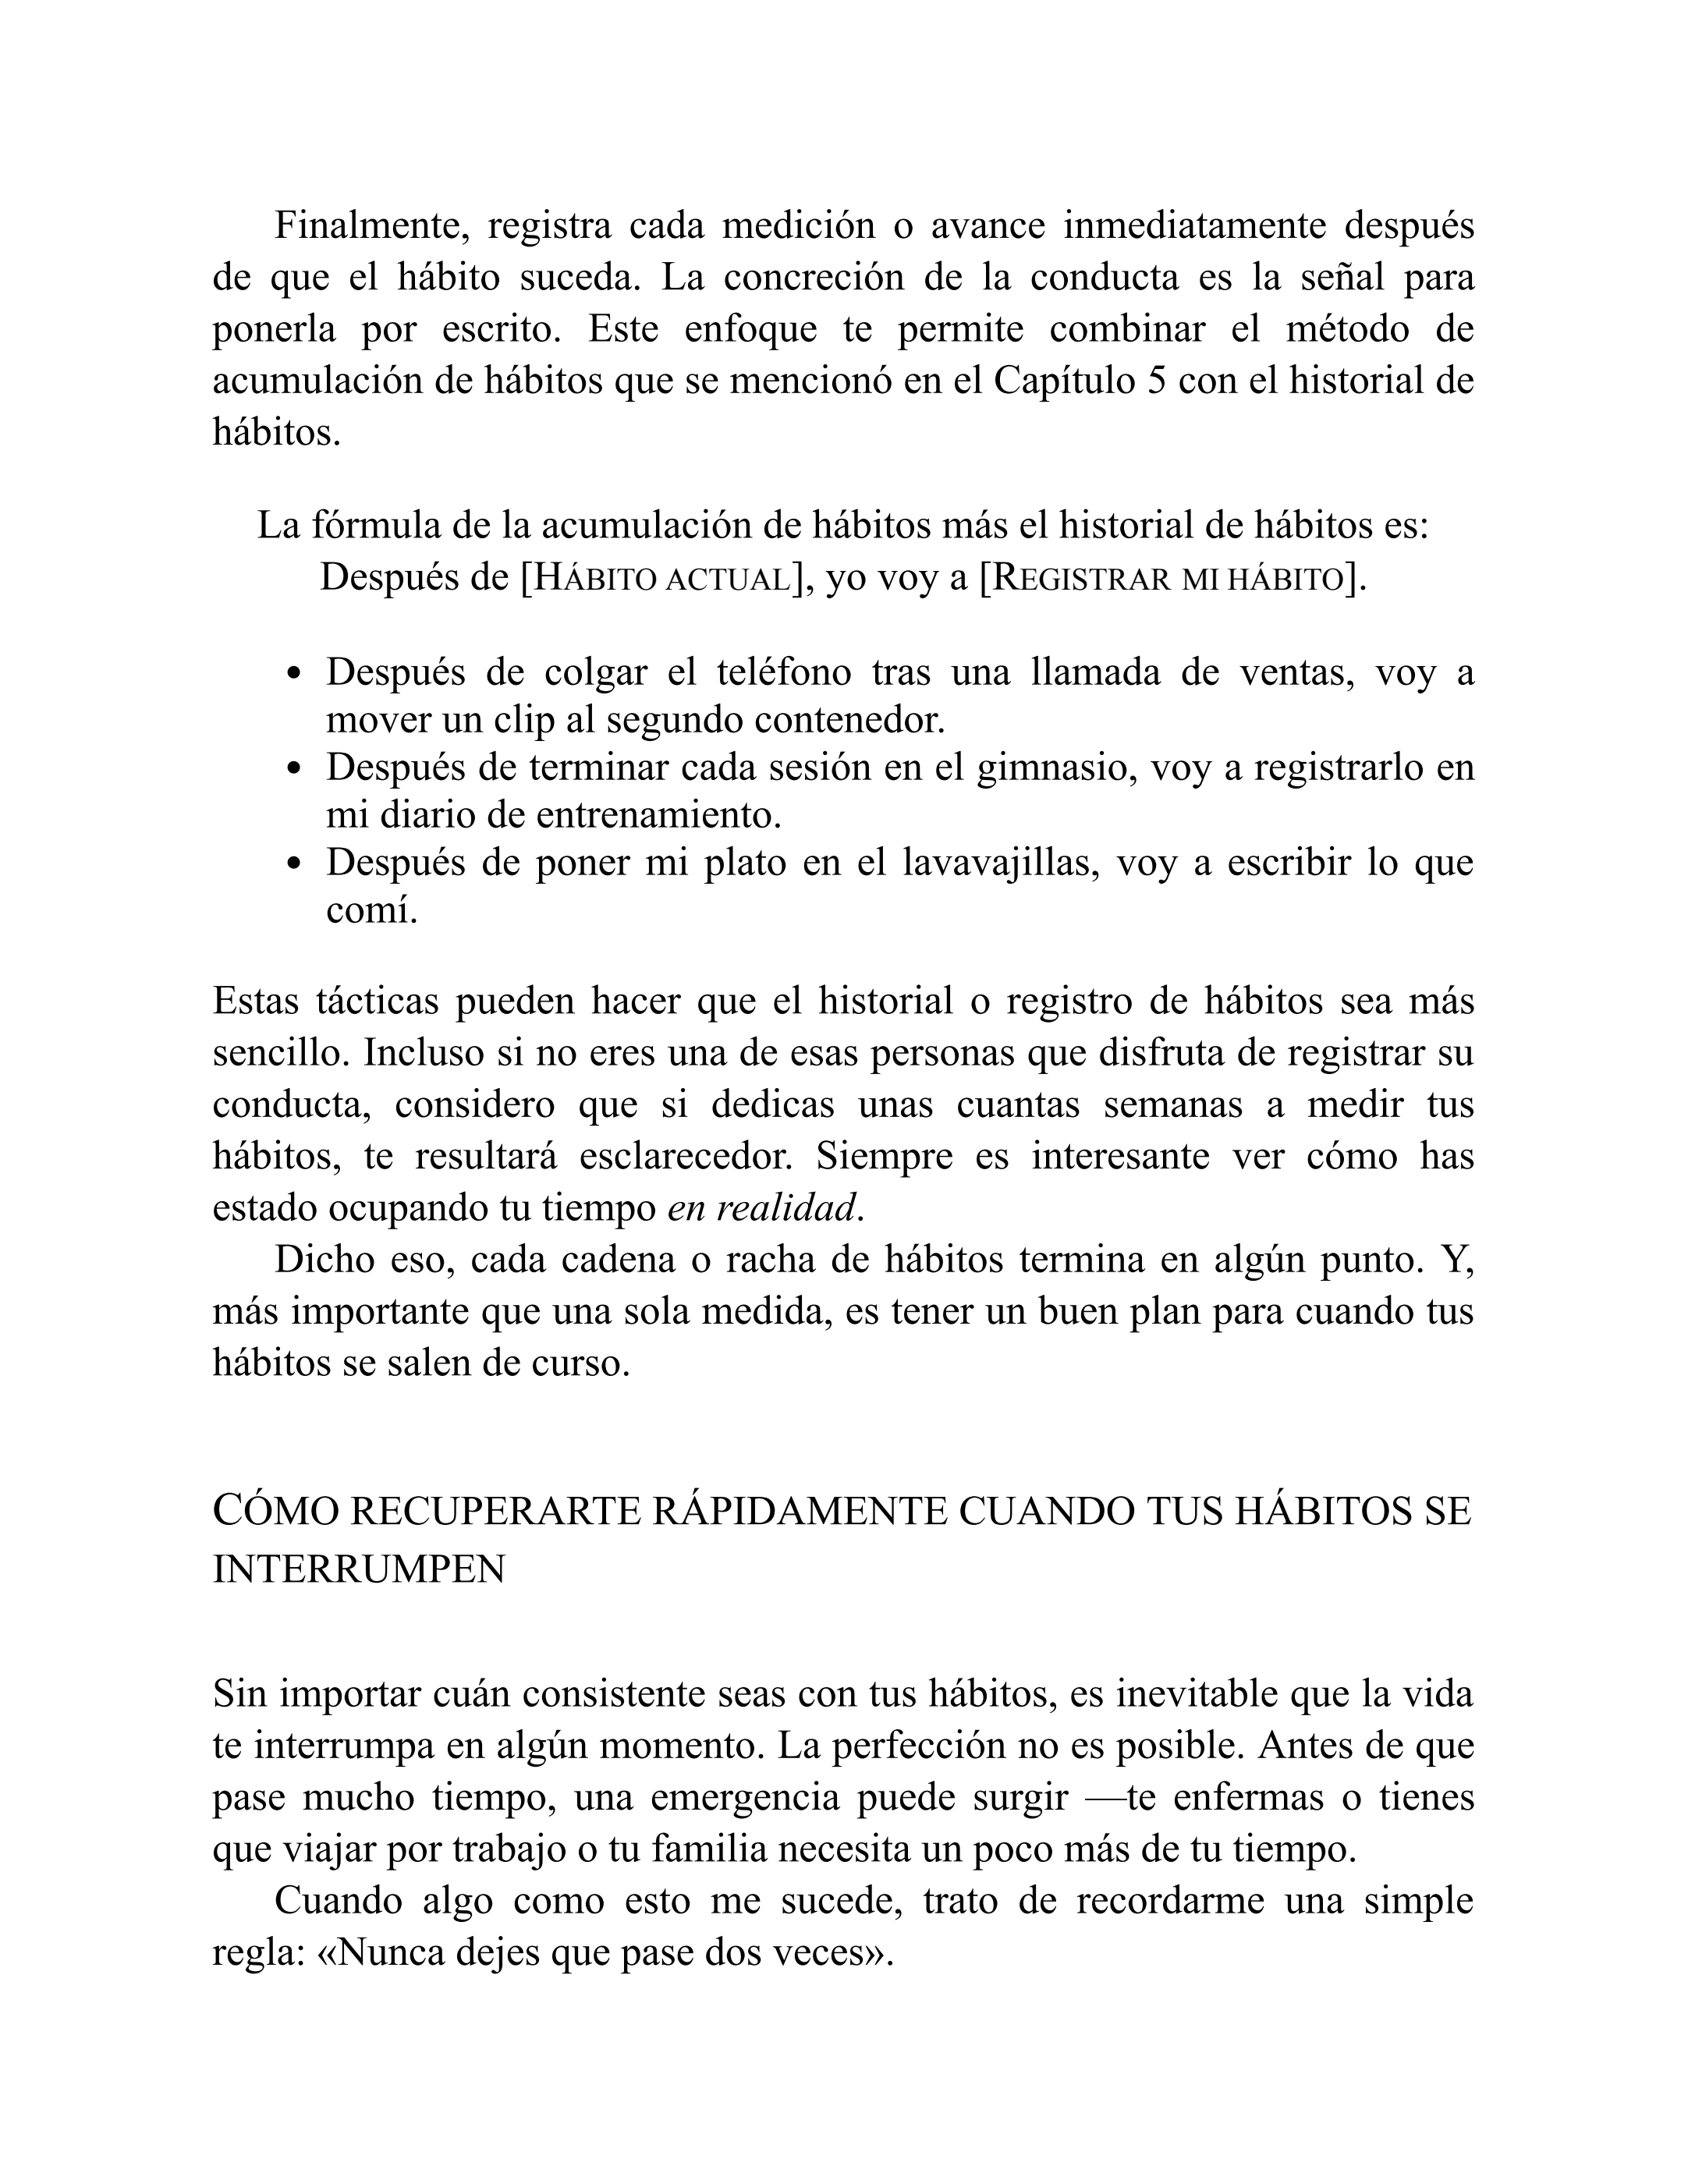 Finalmente, registra cada medición o avance inmediatamente después
de que el hábito suceda. La concreción de la conducta es la señal para
ponerla por escrito. Este enfoque te permite combinar el método de
acumulación de hábitos que se mencionó en el Capítulo 5 con el historial de
hábitos.
La fórmula de la acumulación de hábitos más el historial de hábitos es:
Después de [HÁBITO ACTUAL], yo voy a [REGISTRAR MI HÁBITO].
• Después de colgar el teléfono tras una llamada de ventas, voy a
mover un clip al segundo contenedor.
• Después de terminar cada sesión en el gimnasio, voy a registrarlo en
mi diario de entrenamiento.
• Después de poner mi plato en el lavavajillas, voy a escribir lo que
comí.
Estas tácticas pueden hacer que el historial o registro de hábitos sea más
sencillo. Incluso si no eres una de esas personas que disfruta de registrar su
conducta, considero que si dedicas unas cuantas semanas a medir tus
hábitos, te resultará esclarecedor. Siempre es interesante ver cómo has
estado ocupando tu tiempo en realidad.
Dicho eso, cada cadena o racha de hábitos termina en algún punto. Y,
más importante que una sola medida, es tener un buen plan para cuando tus
hábitos se salen de curso.
CÓMO RECUPERARTE RÁPIDAMENTE CUANDO TUS HÁBITOS SE
INTERRUMPEN
Sin importar cuán consistente seas con tus hábitos, es inevitable que la vida
te interrumpa en algún momento. La perfección no es posible. Antes de que
pase mucho tiempo, una emergencia puede surgir —te enfermas o tienes
que viajar por trabajo o tu familia necesita un poco más de tu tiempo.
Cuando algo como esto me sucede, trato de recordarme una simple
regla: «Nunca dejes que pase dos veces».